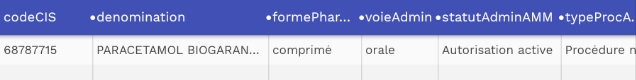 codeCIS •denomination •formePhar... •voieAdmin •statutAdminAMM •typeProcA.
68787715 PARACETAMOL BIOGARAN... comprimé orale Autorisation active Procédure n